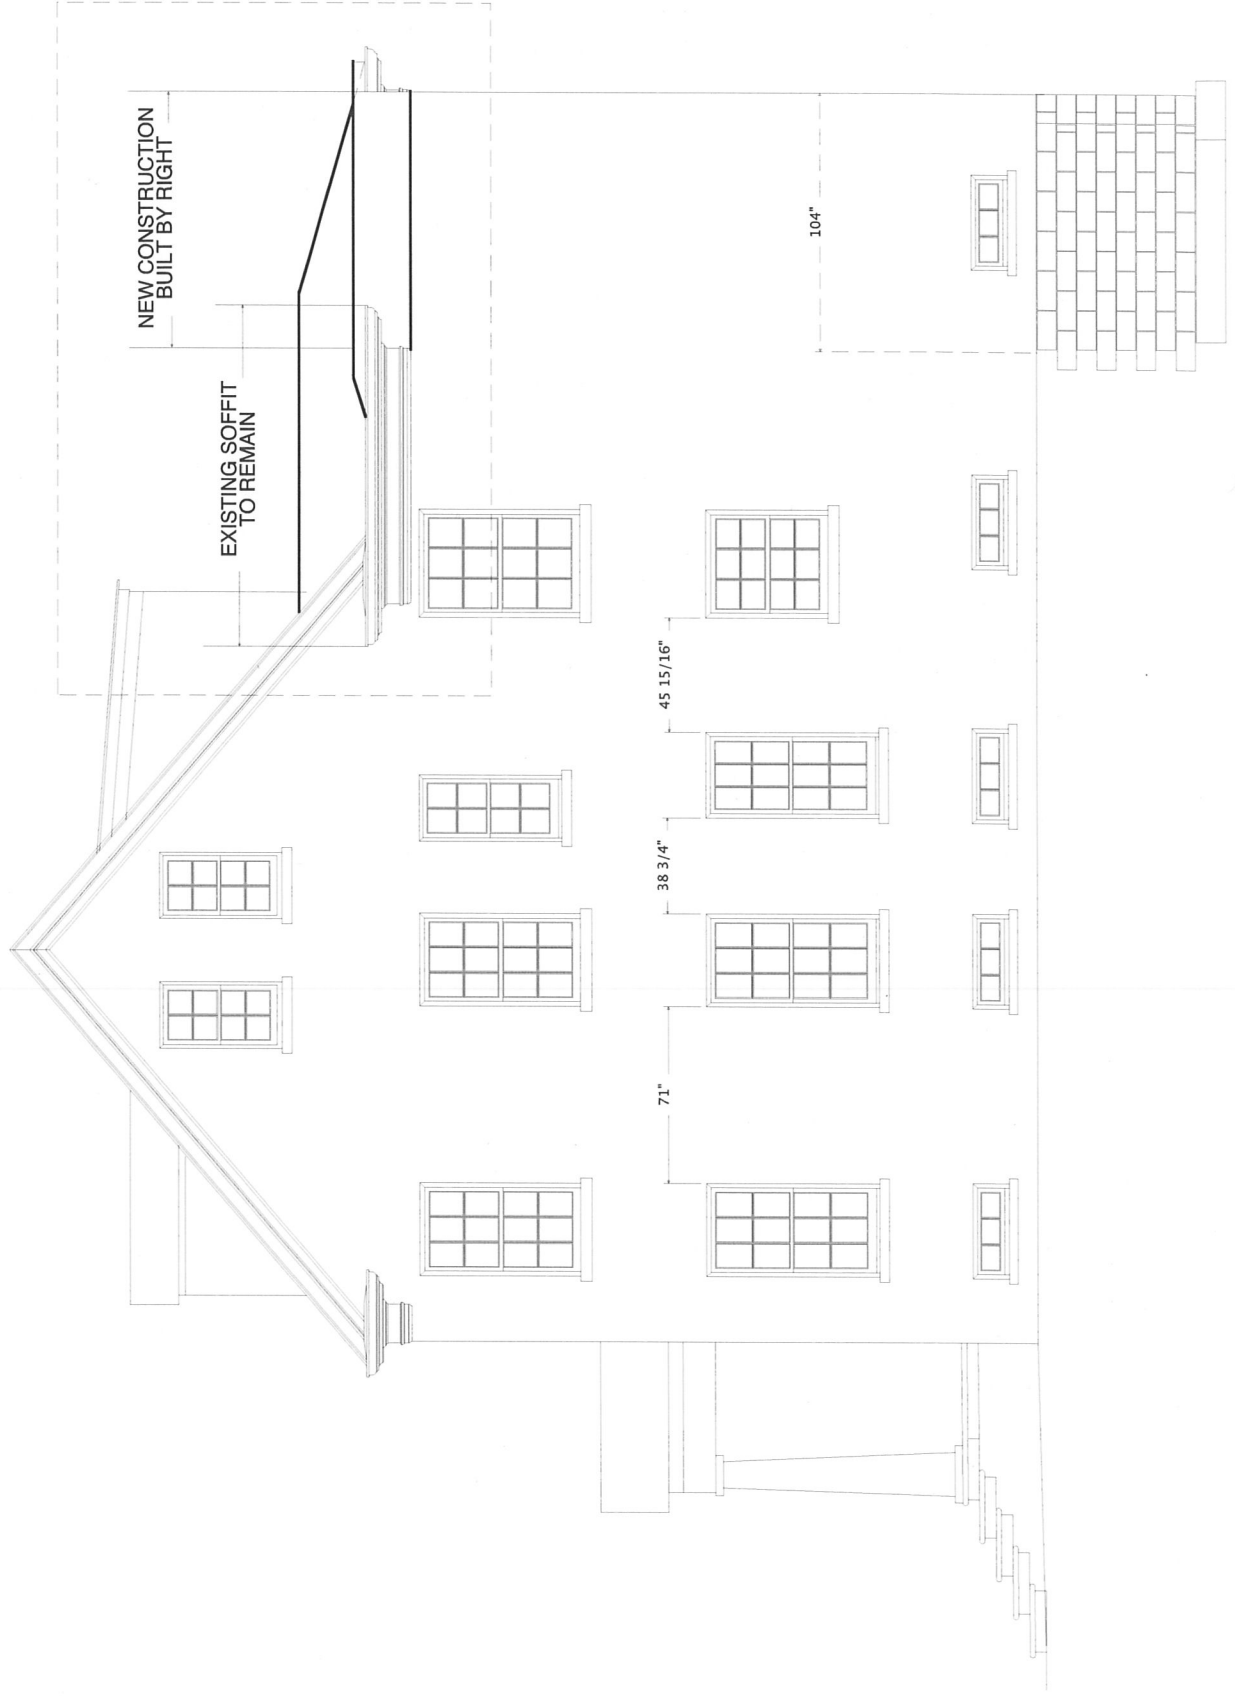 NEW CONSTRUCTION
BUILT BY RIGHT
EXISTING SOFFIT
TO REMAIN
104"
71"
38 3/4"
45 15/16"